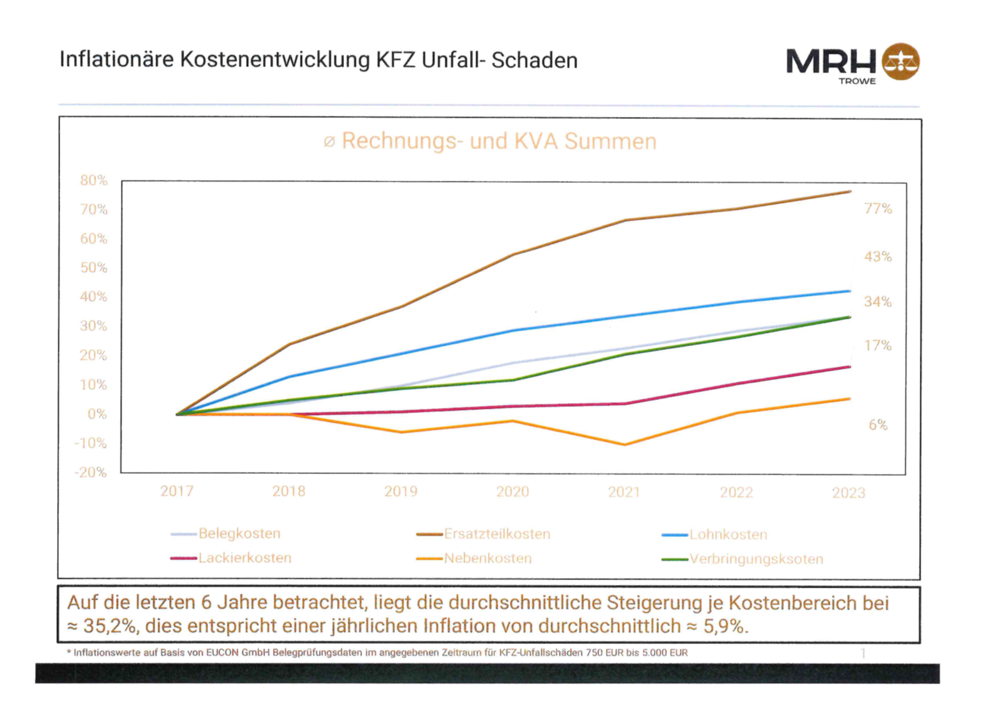 Inflationäre Kostenentwicklung KFZ Unfall- Schaden
MRH
TROWE
⌀ Rechnungs- und KVA Summen
80%
70%
60%
50%
40%
30%
20%
10%
0%
-10%
-20%
77%
43%
34%
17%
6%
2017 2018 2019 2020 2021 2022 2023
Belegkosten Ersatzteilkosten Lohnkosten
Lackierkosten Nebenkosten Verbringungsksoten
Auf die letzten 6 Jahre betrachtet, liegt die durchschnittliche Steigerung je Kostenbereich bei
≈ 35,2%, dies entspricht einer jährlichen Inflation von durchschnittlich ≈ 5,9%.
* Inflationswerte auf Basis von EUCON GmbH Belegprüfungsdaten im angegebenen Zeitraum für KFZ-Unfallschäden 750 EUR bis 5.000 EUR
1